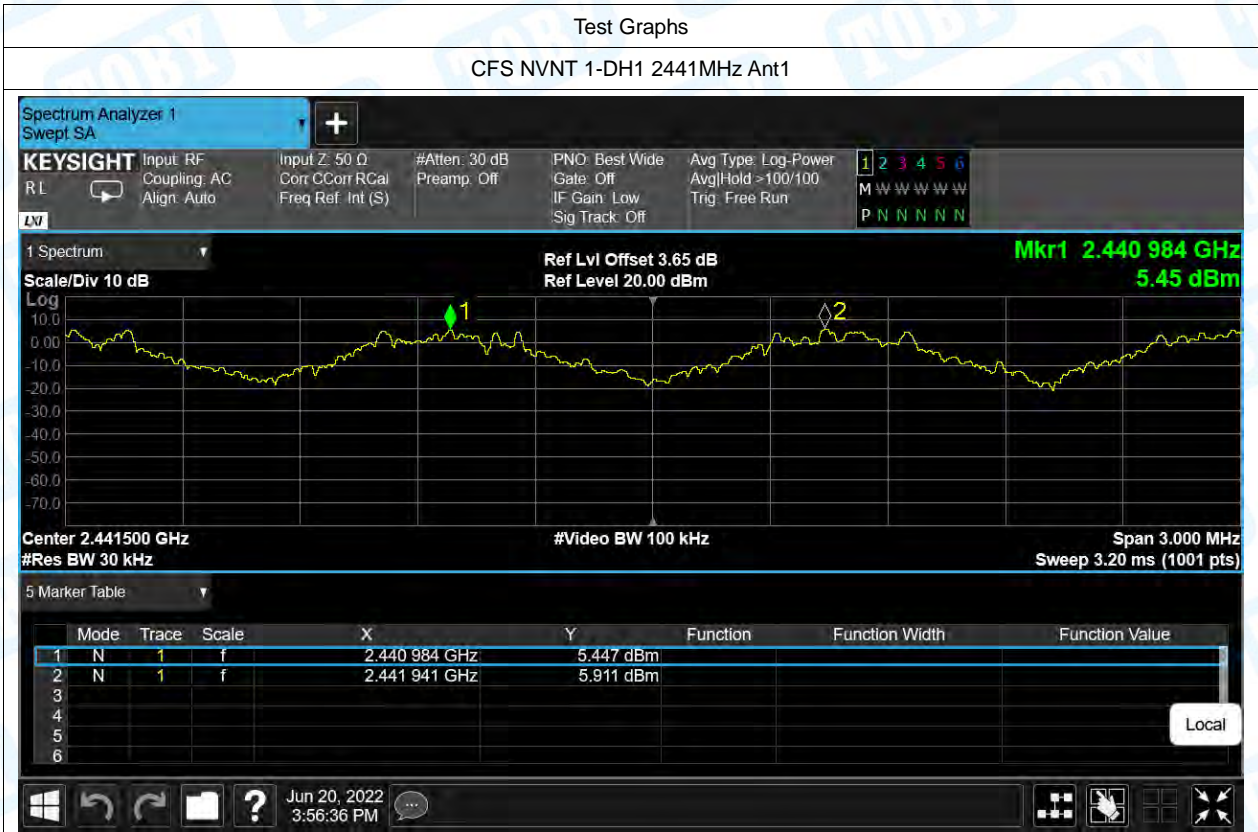 Test Graphs
CFS NVNT 1-DH1 2441MHz Ant1
Spectrum Analyzer 1
Swept SA
+
KEYSIGHT Input: RF Input Z: 50 Ω #Atten: 30 dB PNO: Best Wide Avg Type: Log-Power 1 2 3 4 5 6
RL Coupling: AC Corr CCorr RCal Preamp: Off Gate: Off Avg|Hold: >100/100 M W W W W W
Align: Auto Freq Ref: Int (S) IF Gain: Low Trig: Free Run P N N N N N
LXI Sig Track: Off
1 Spectrum Ref Lvl Offset 3.65 dB Mkr1 2.440 984 GHz
Scale/Div 10 dB Ref Level 20.00 dBm 5.45 dBm
Log
1 2
10.0
0.00
-10.0
-20.0
-30.0
-40.0
-50.0
-60.0
-70.0
Center 2.441500 GHz #Video BW 100 kHz Span 3.000 MHz
#Res BW 30 kHz Sweep 3.20 ms (1001 pts)
5 Marker Table
Mode Trace Scale X Y Function Function Width Function Value
1 N 1 f 2.440 984 GHz 5.447 dBm
2 N 1 f 2.441 941 GHz 5.911 dBm
3
4
5
6
Local
? Jun 20, 2022
3:56:36 PM
TOBY